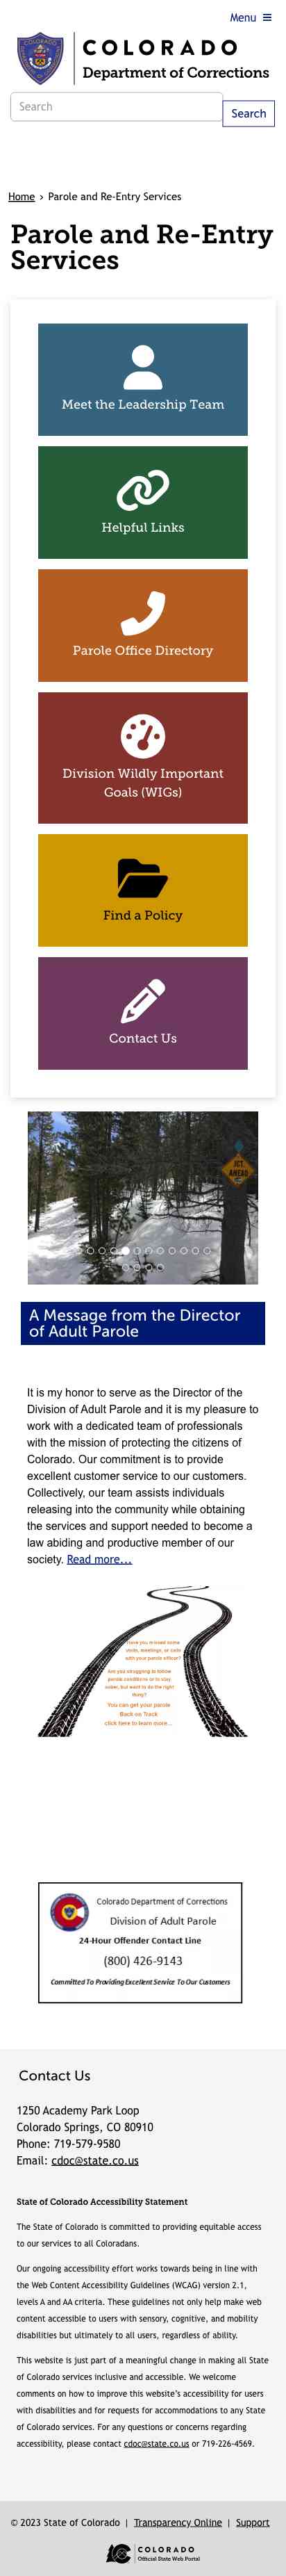 Menu
COLORADO
Department of Corrections
Search
Search
Home › Parole and Re-Entry Services
Parole and Re-Entry
Services
Meet the Leadership Team
Helpful Links
Parole Office Directory
Division Wildly Important
Goals (WIGs)
Find a Policy
Contact Us
JCT
AHEAD
A Message from the Director
of Adult Parole
It is my honor to serve as the Director of the
Division of Adult Parole and it is my pleasure to
work with a dedicated team of professionals
with the mission of protecting the citizens of
Colorado. Our commitment is to provide
excellent customer service to our customers.
Collectively, our team assists individuals
releasing into the community while obtaining
the services and support needed to become a
law abiding and productive member of our
society. Read more...
Have you missed some
visits, meetings, or calls
with your parole officer?
Are you struggling to follow
parole conditions or to stay
sober, but want to do the right
thing?
You can get your parole
Back on Track
click here to learn more...
Colorado Department of Corrections
Division of Adult Parole
24-Hour Offender Contact Line
(800) 426-9143
Committed To Providing Excellent Service To Our Customers
Contact Us
1250 Academy Park Loop
Colorado Springs, CO 80910
Phone: 719-579-9580
Email: cdoc@state.co.us
State of Colorado Accessibility Statement
The State of Colorado is committed to providing equitable access
to our services to all Coloradans.
Our ongoing accessibility effort works towards being in line with
the Web Content Accessibility Guidelines (WCAG) version 2.1,
levels A and AA criteria. These guidelines not only help make web
content accessible to users with sensory, cognitive, and mobility
disabilities but ultimately to all users, regardless of ability.
This website is just part of a meaningful change in making all State
of Colorado services inclusive and accessible. We welcome
comments on how to improve this website's accessibility for users
with disabilities and for requests for accommodations to any State
of Colorado services. For any questions or concerns regarding
accessibility, please contact cdoc@state.co.us or 719-226-4569.
© 2023 State of Colorado | Transparency Online | Support
COLORADO
Official State Web Portal